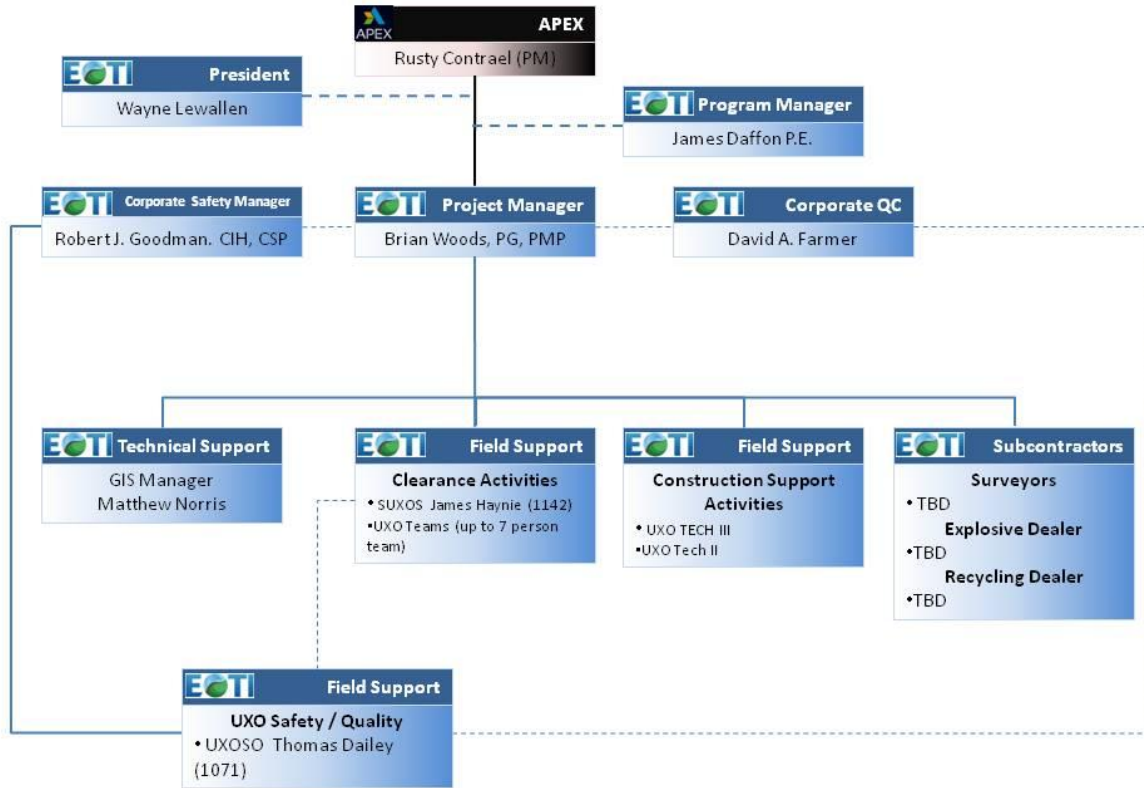 APEX
APEX
Rusty Contrael (PM)
EOTI President
Wayne Lewallen
EOTI Program Manager
James Daffon P.E.
EOTI Corporate Safety Manager
Robert J. Goodman. CIH, CSP
EOTI Project Manager
Brian Woods, PG, PMP
EOTI Corporate QC
David A. Farmer
EOTI Technical Support
GIS Manager
Matthew Norris
EOTI Field Support
Clearance Activities
• SUXOS James Haynie (1142)
•UXO Teams (up to 7 person
team)
EOTI Field Support
Construction Support
Activities
• UXO TECH III
•UXO Tech II
EOTI Subcontractors
Surveyors
• TBD
Explosive Dealer
•TBD
Recycling Dealer
•TBD
EOTI Field Support
UXO Safety / Quality
• UXOSO Thomas Dailey
(1071)